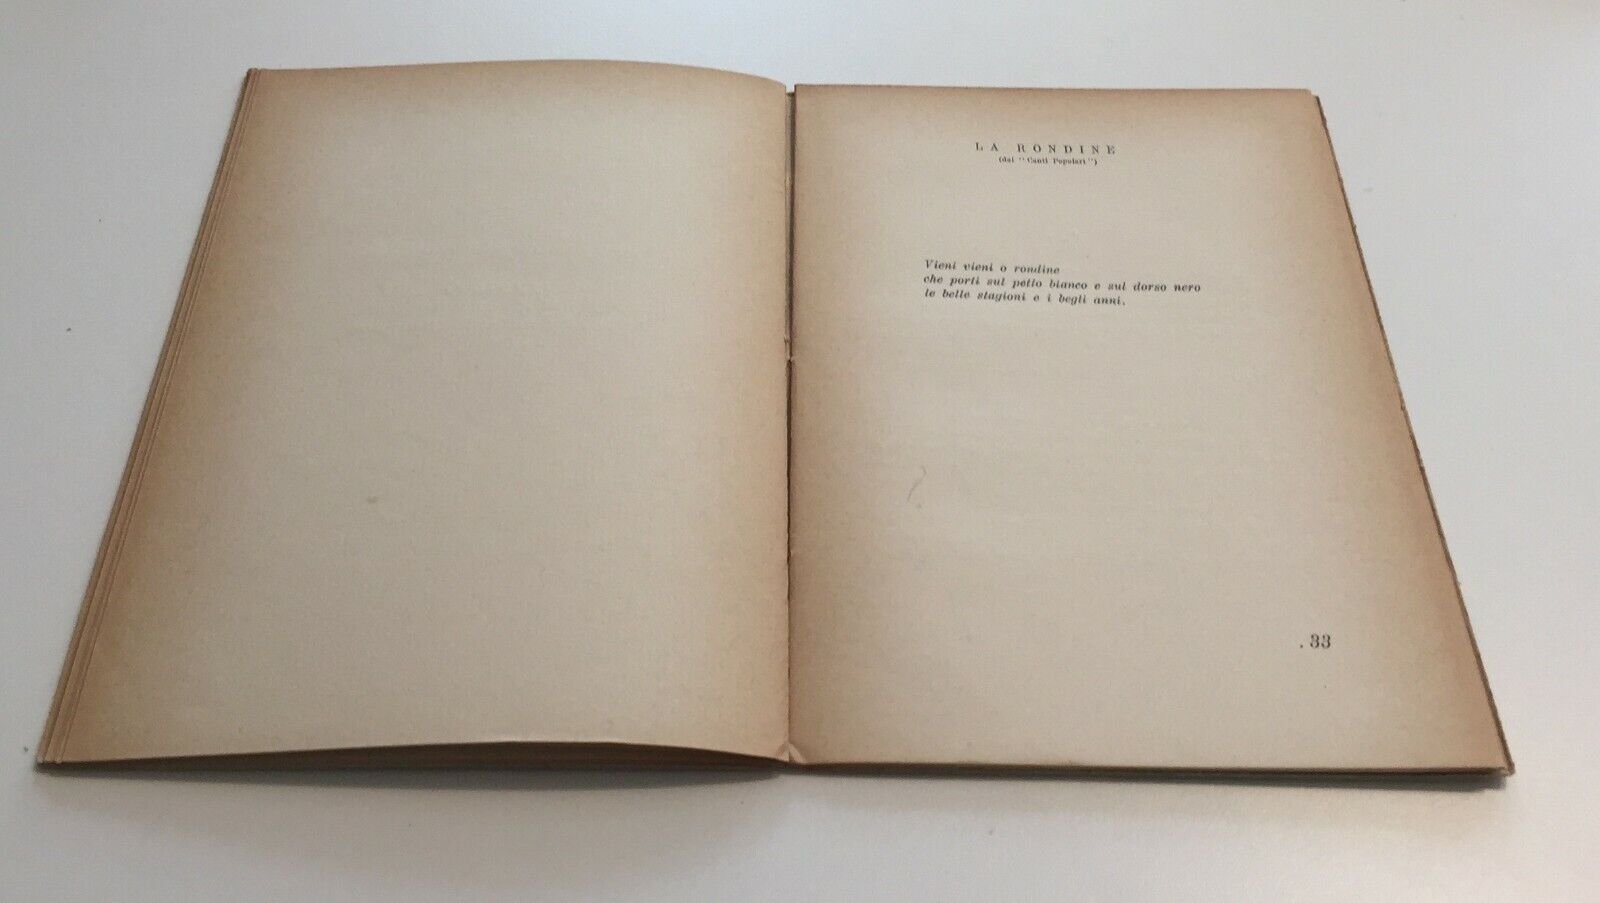 LA RONDINE
(dai "Canti Popolari")
Vieni vieni o rondine
che porti sul petto bianco e sul dorso nero
le belle stagioni e i begli anni.
. 33